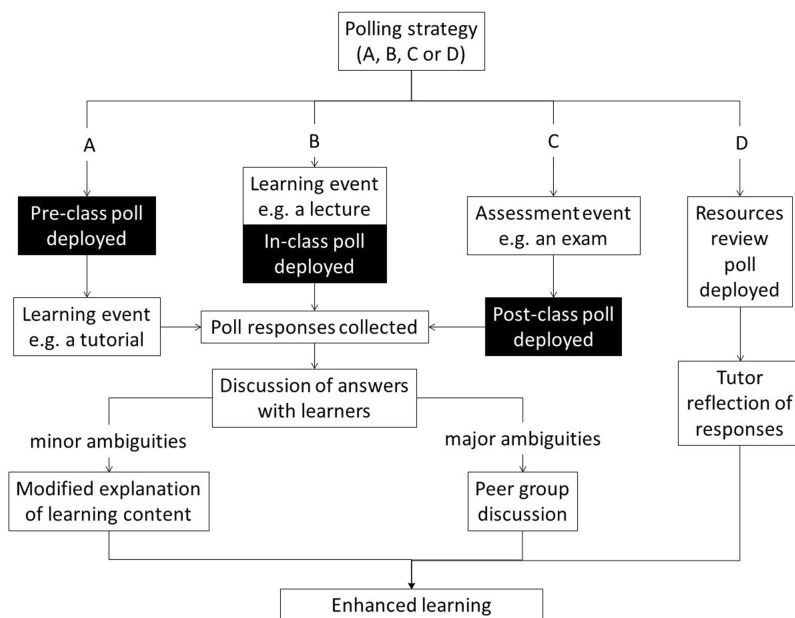 Polling strategy
(A, B, C or D)
A
B
C
D
Pre-class poll
deployed
Learning event
e.g. a lecture
In-class poll
deployed
Assessment event
e.g. an exam
Resources
review
poll
deployed
Learning event
e.g. a tutorial
Poll responses collected
Post-class poll
deployed
Discussion of answers
with learners
Tutor
reflection of
responses
minor ambiguities
major ambiguities
Modified explanation
of learning content
Peer group
discussion
Enhanced learning